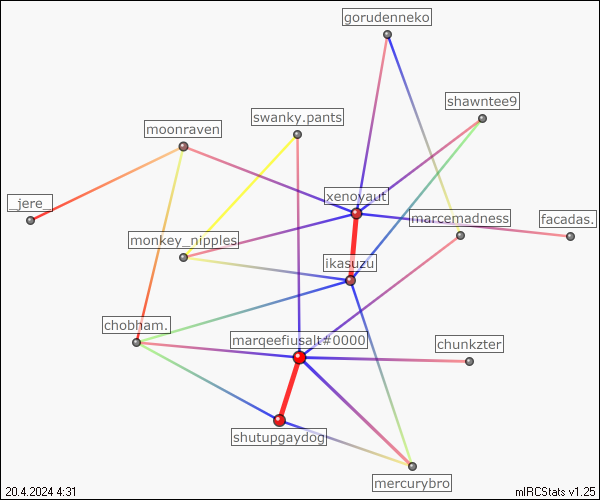 gorudenneko
shawntee9
swanky.pants
moonraven
_jere_
xenoyaut
marcemadness
facadas.
monkey_nipples
ikasuzu
chobham.
marqeefiusalt#0000
chunkzter
shutupgaydog
mercurybro
20.4.2024 4:31
mIRCStats v1.25